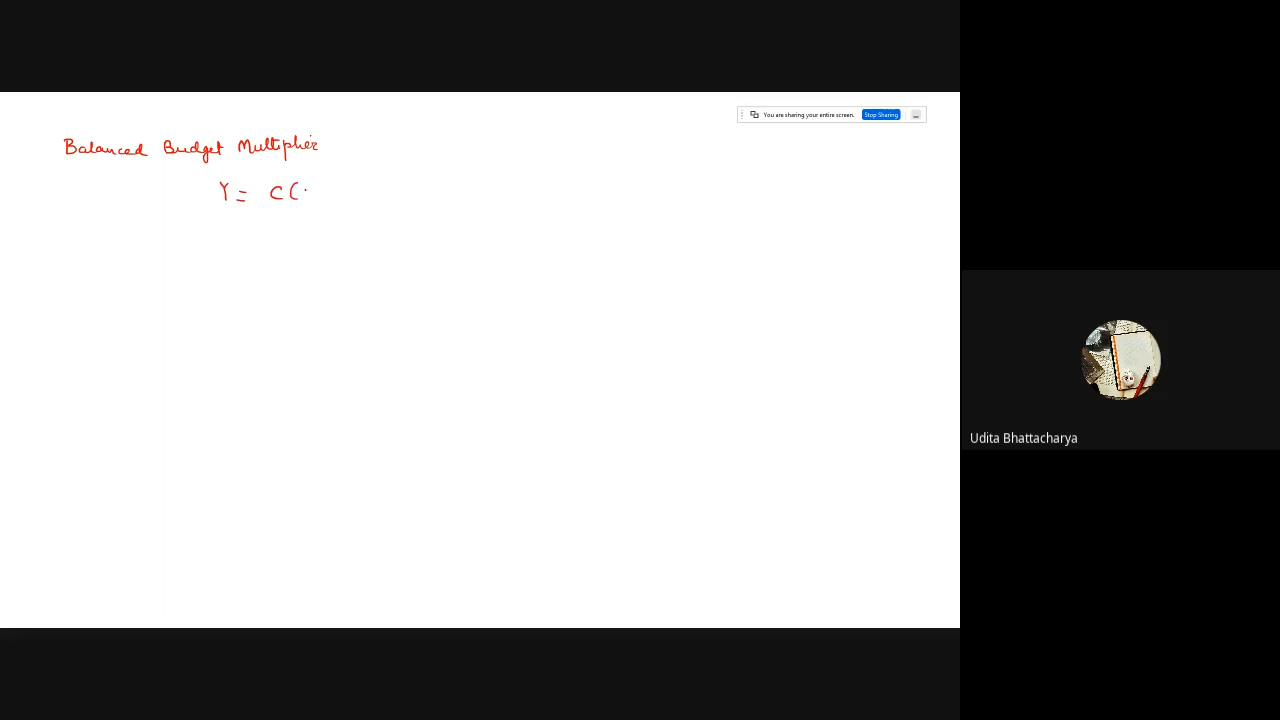 You are sharing your entire screen. Stop Sharing
Balanced Budget Multiplier
Y = C(
Udita Bhattacharya